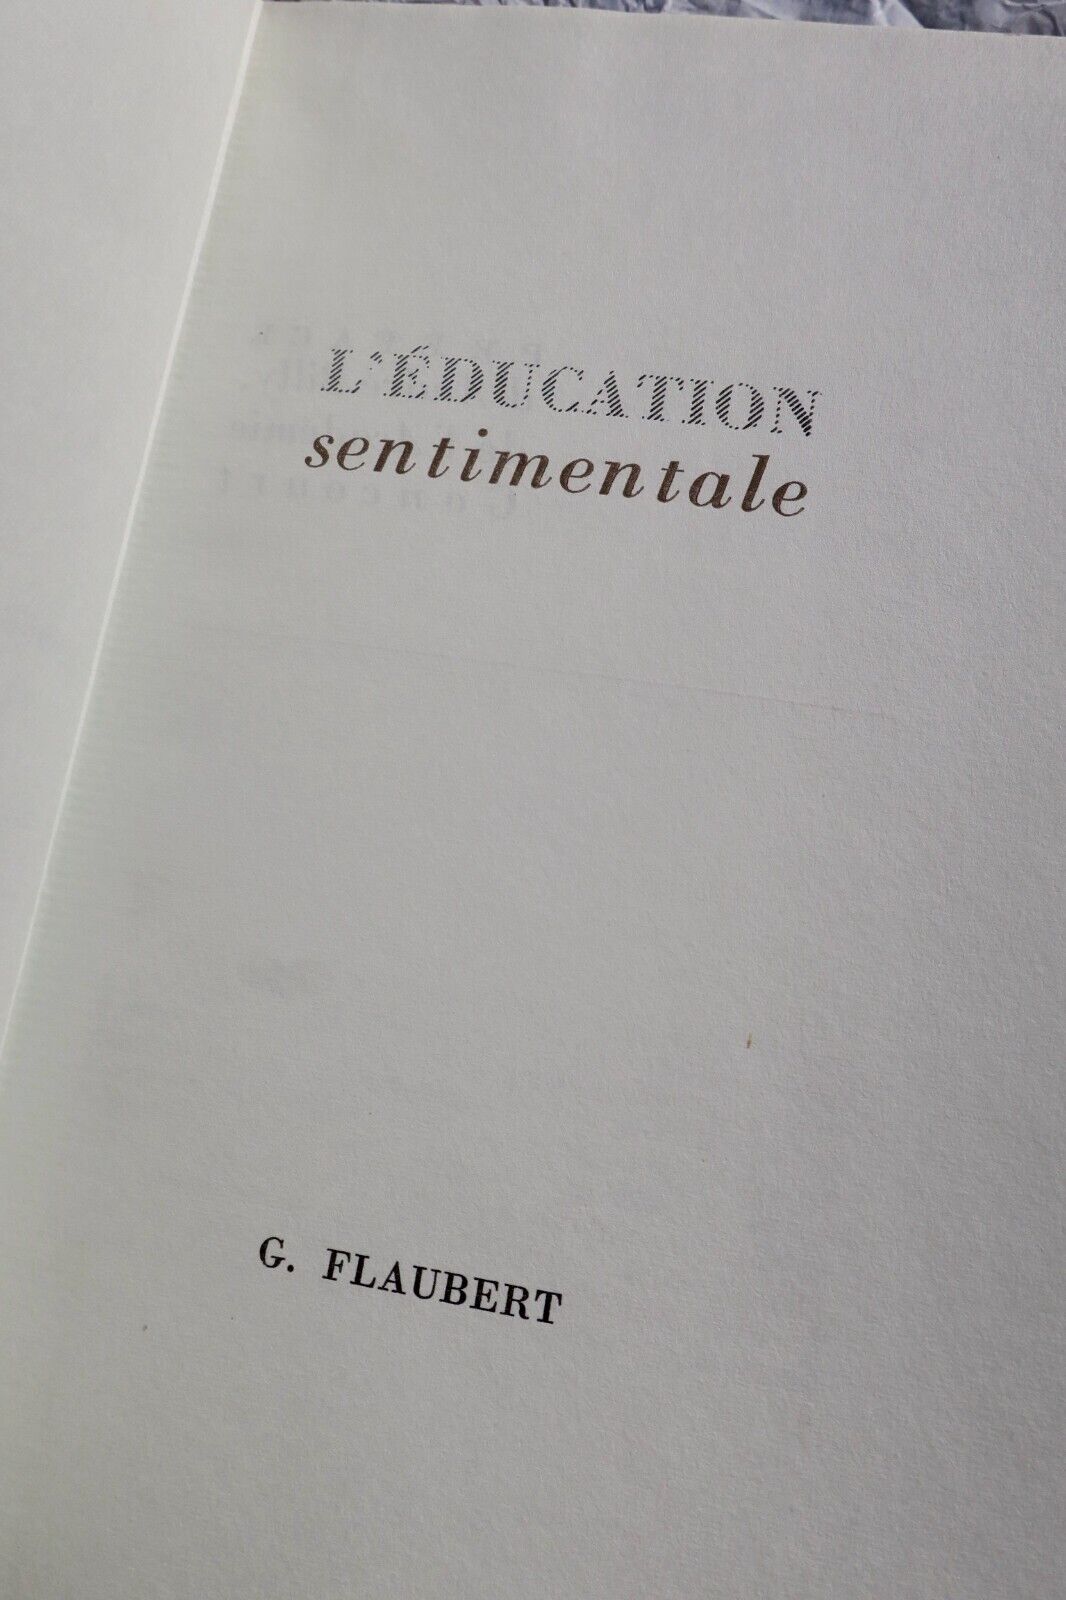 L'ÉDUCATION
sentimentale
G. FLAUBERT